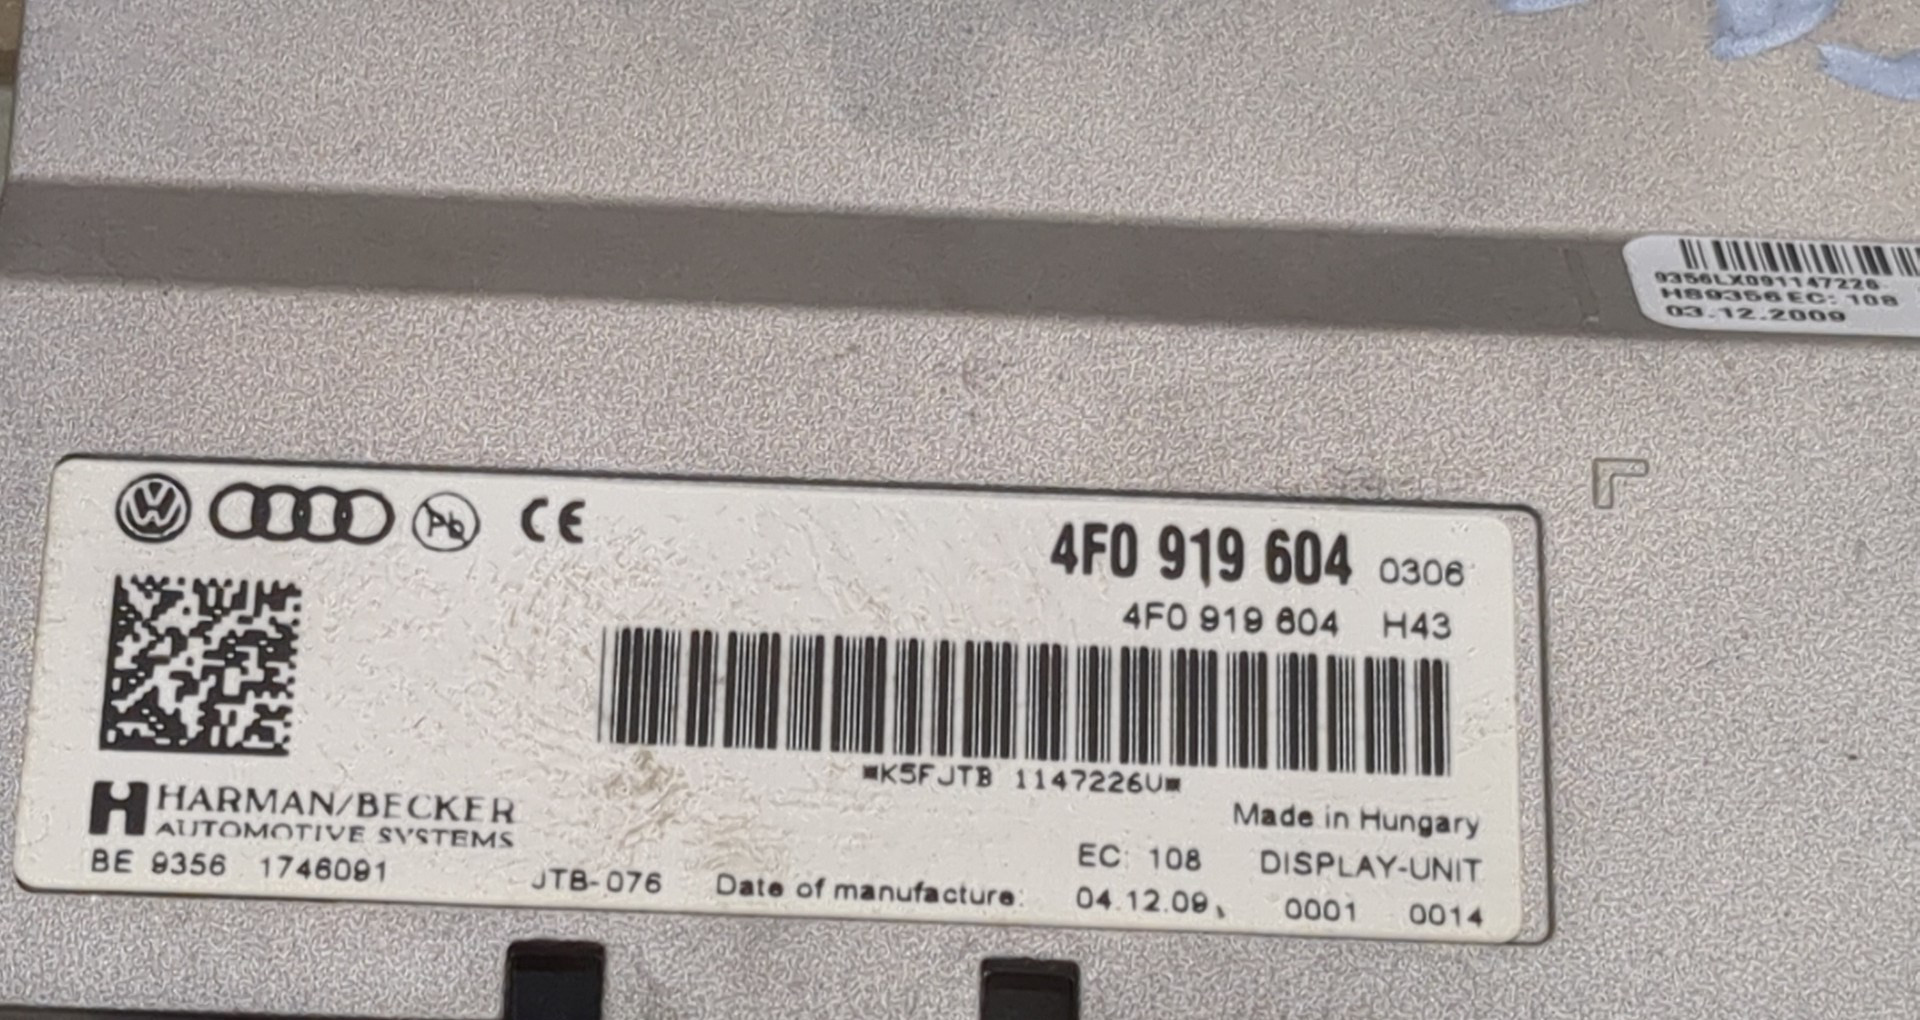 9356LX091147226
HS9356 EC: 108
03.12.2009
CE
4F0 919 604 0306
4F0 919 604 H43
*K5FJTB 1147226U*
HARMAN/BECKER
AUTOMOTIVE SYSTEMS
Made in Hungary
EC: 108 DISPLAY-UNIT
BE 9356 1746091 JTB-076 Date of manufacture: 04.12.09 0001 0014